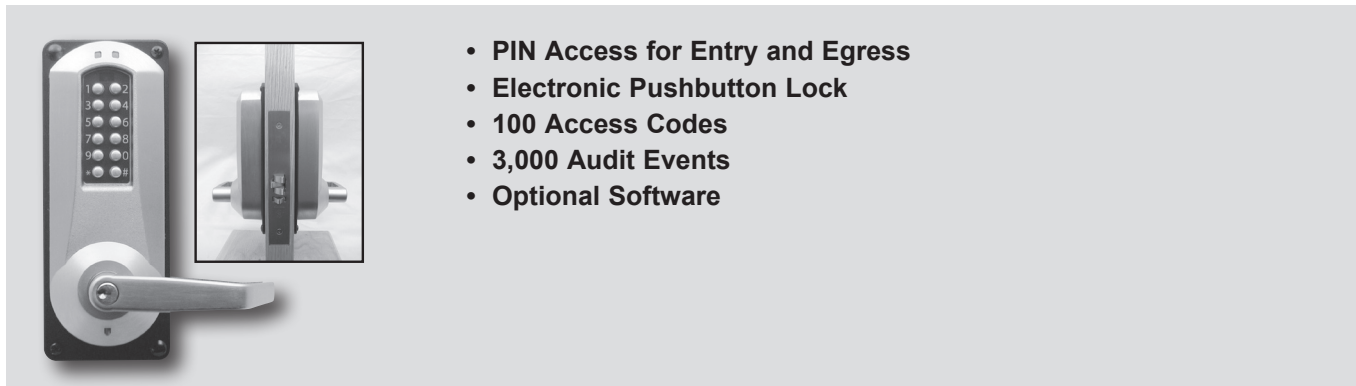 1 2
3 4
5 6
7 8
9 0
* #
• PIN Access for Entry and Egress
• Electronic Pushbutton Lock
• 100 Access Codes
• 3,000 Audit Events
• Optional Software